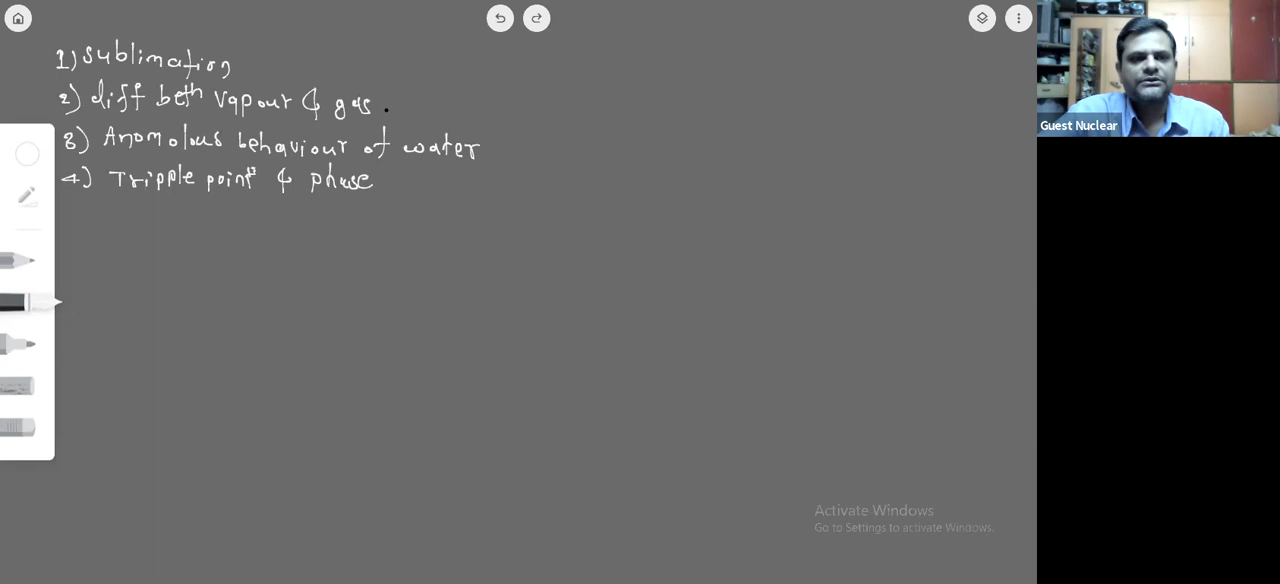 1) Sublimation
2) diff beth vapour & gas.
3) Anomolous behaviour of water
4) Tripple point & phase
Guest Nuclear
Activate Windows
Go to Settings to activate Windows.